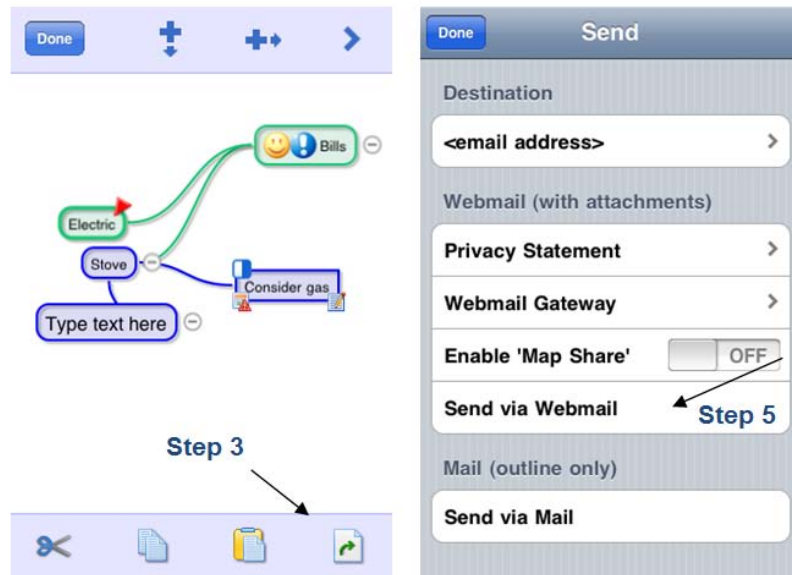 Done
Bills
Electric
Stove
Consider gas
Type text here
Step 3
Done
Send
Destination
<email address>
Webmail (with attachments)
Privacy Statement
Webmail Gateway
Enable 'Map Share'
OFF
Send via Webmail
Step 5
Mail (outline only)
Send via Mail